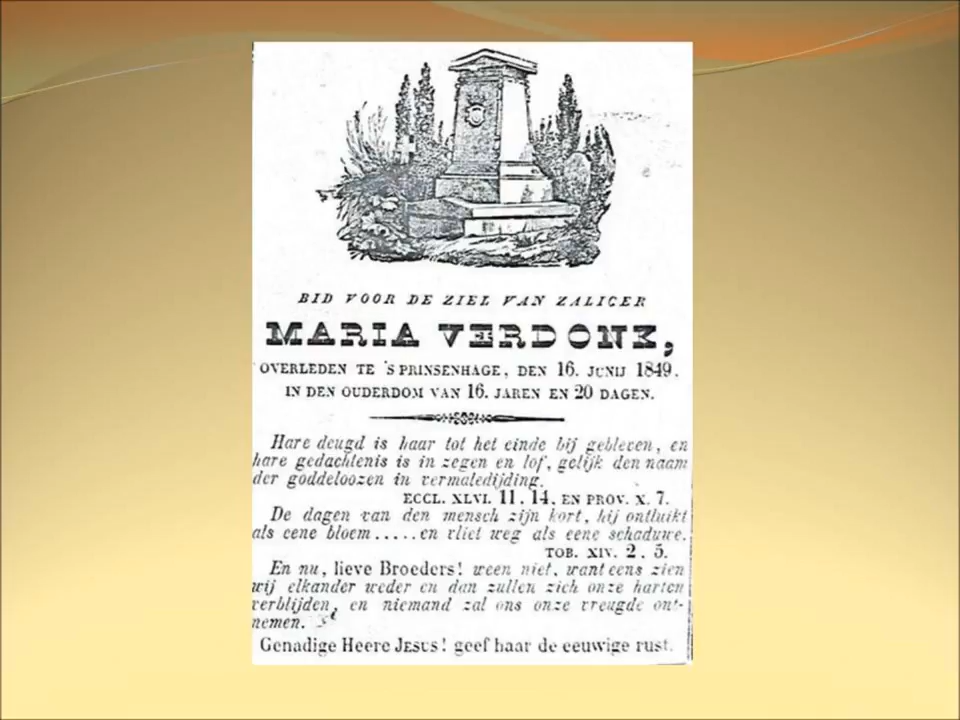 BID VOOR DE ZIEL VAN ZALIGER
MARIA VERDONK,
OVERLEDEN TE 'S PRINSENHAGE, DEN 16. JUNIJ 1849.
IN DEN OUDERDOM VAN 16. JAREN EN 20 DAGEN.
Hare deugd is haar tot het einde bij gebleven, en
hare gedachtenis is in zegen en lof, gelijk den naam
der goddeloozen in vermaledijding.
ECCL. XLVI. 11. 14. EN PROV. X. 7.
De dagen van den mensch zijn kort, hij ontluikt
als eene bloem.....en vliet weg als eene schaduwe.
TOB. XIV. 2. 5.
En nu, lieve Broeders! ween niet, want eens zien
wij elkander weder en dan zullen zich onze harten
verblijden, en niemand zal ons onze vreugde ont-
nemen.
Genadige Heere JESUS! geef haar de eeuwige rust.